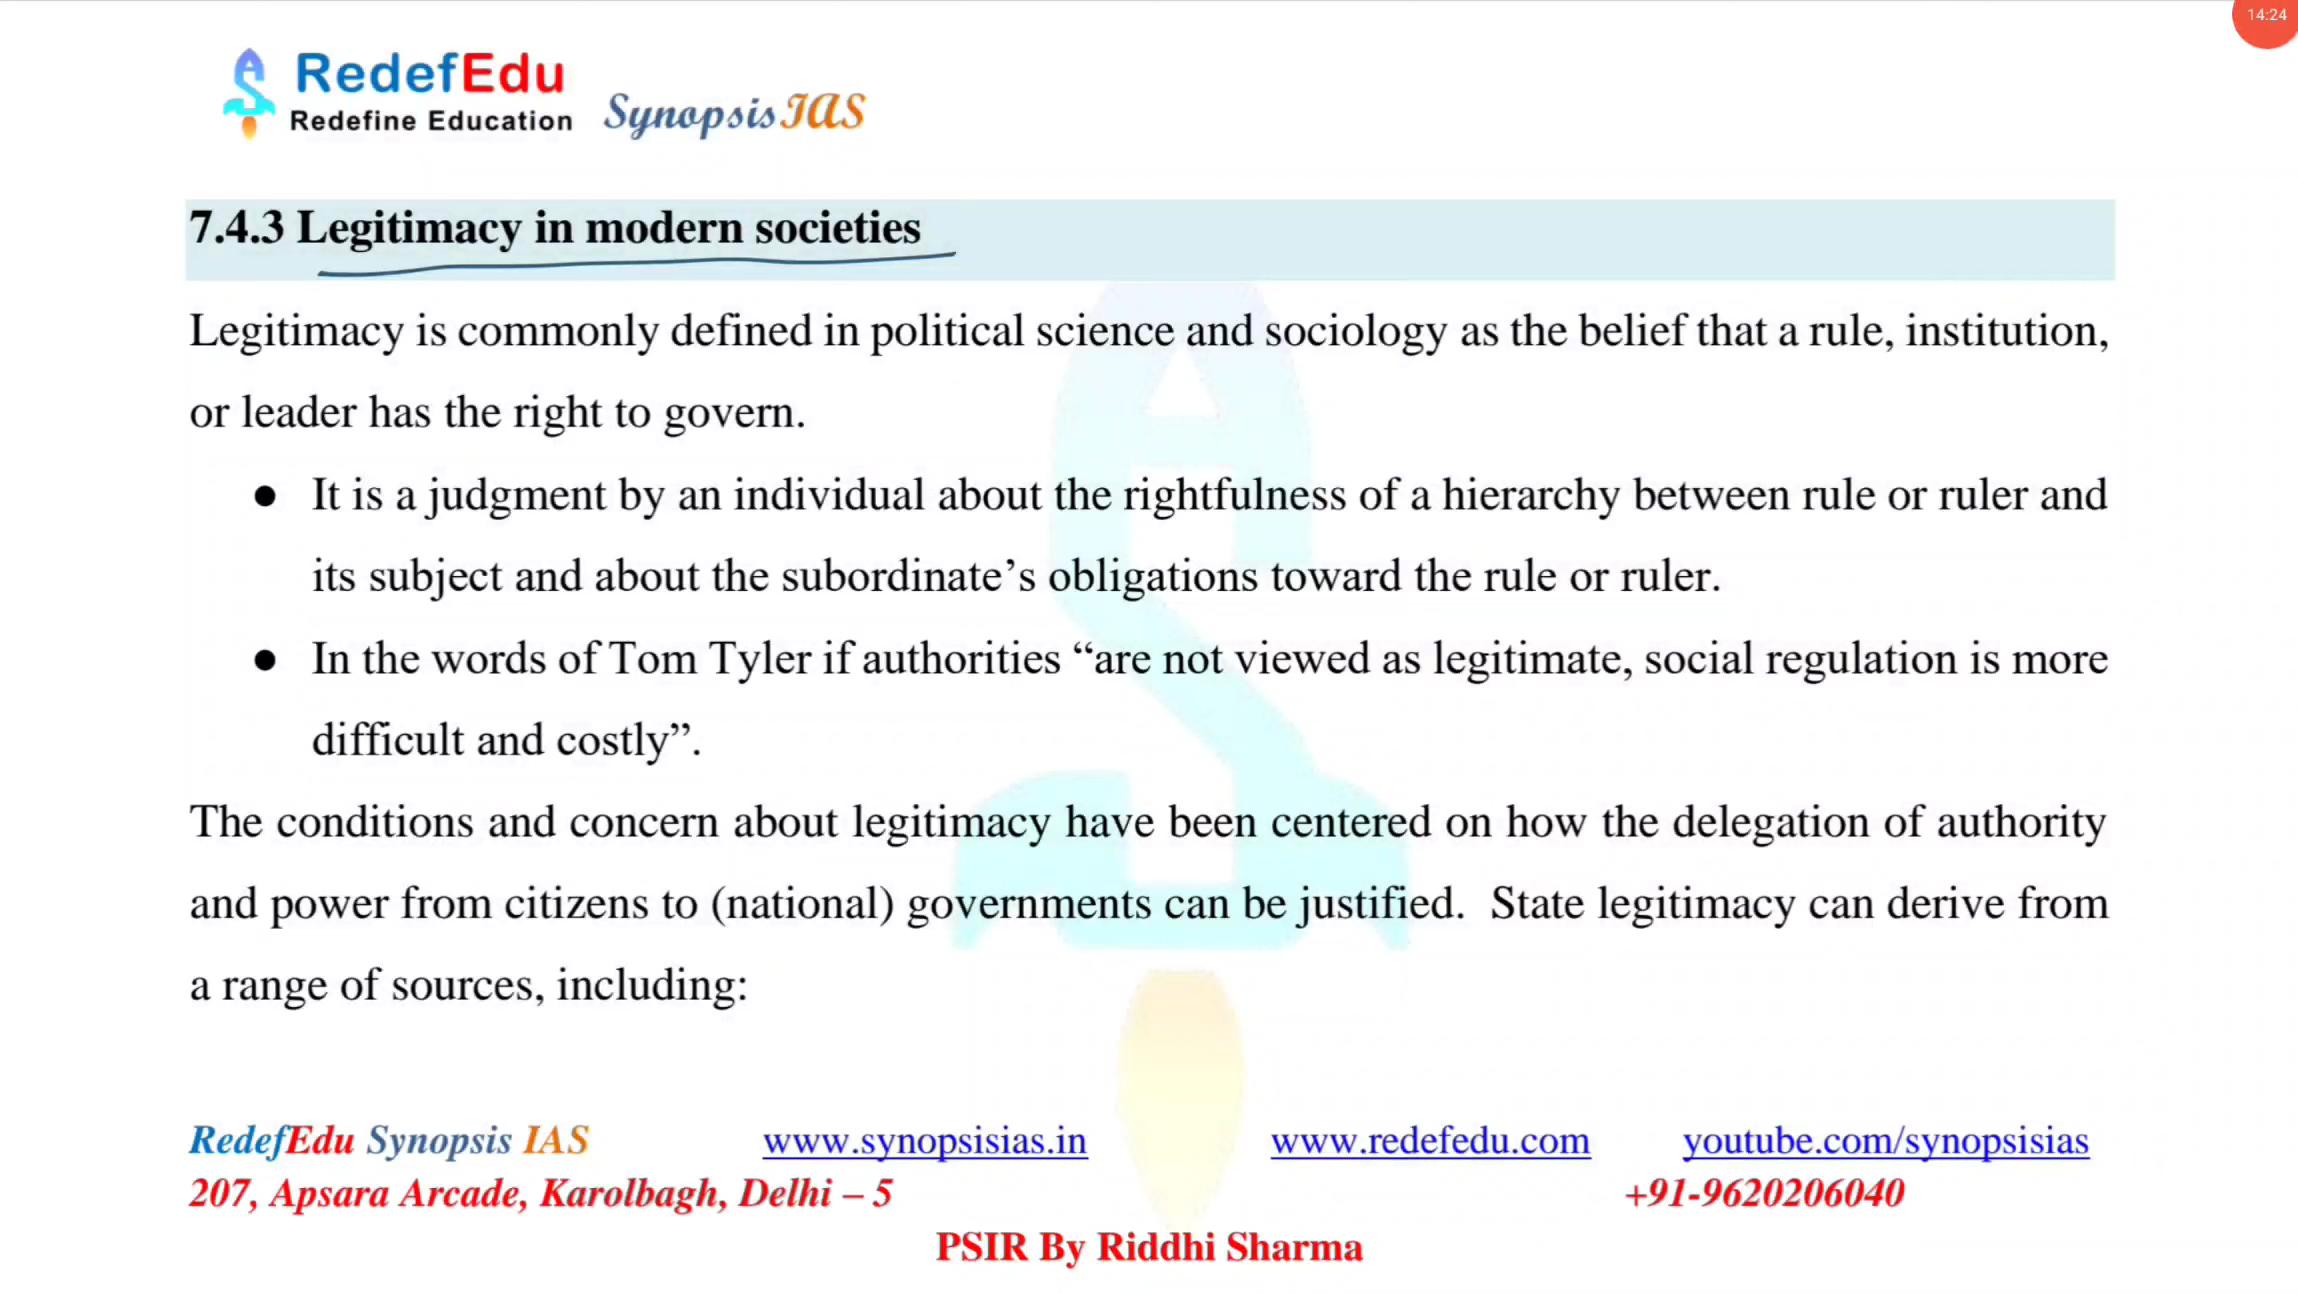 14:24
RedefEdu
Redefine Education
Synopsis IAS
7.4.3 Legitimacy in modern societies
Legitimacy is commonly defined in political science and sociology as the belief that a rule, institution,
or leader has the right to govern.
● It is a judgment by an individual about the rightfulness of a hierarchy between rule or ruler and
its subject and about the subordinate’s obligations toward the rule or ruler.
● In the words of Tom Tyler if authorities “are not viewed as legitimate, social regulation is more
difficult and costly”.
The conditions and concern about legitimacy have been centered on how the delegation of authority
and power from citizens to (national) governments can be justified. State legitimacy can derive from
a range of sources, including:
RedefEdu Synopsis IAS www.synopsisias.in www.redefedu.com youtube.com/synopsisias
207, Apsara Arcade, Karolbagh, Delhi – 5 +91-9620206040
PSIR By Riddhi Sharma